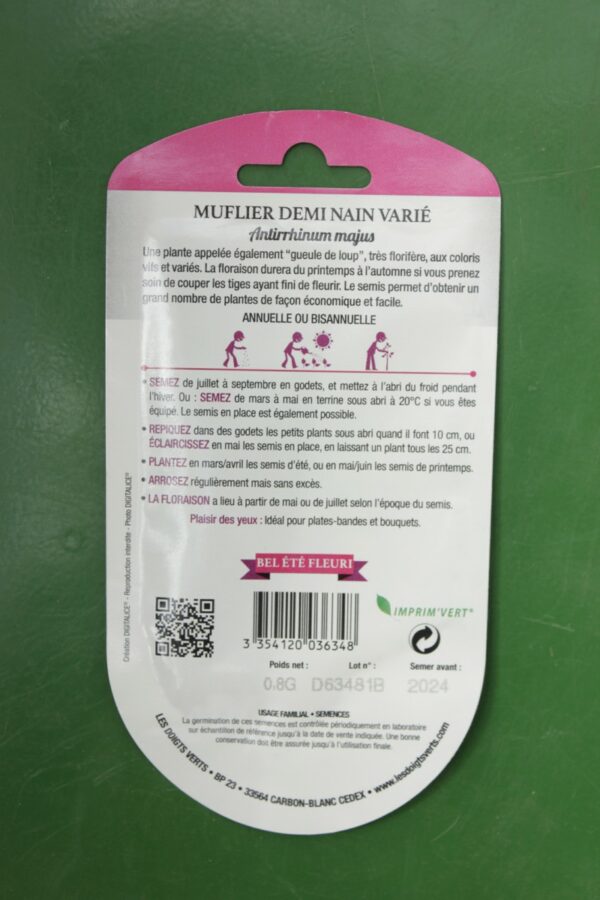 MUFLIER DEMI NAIN VARIÉ
Antirrhinum majus
Une plante appelée également "gueule de loup", très florifère, aux coloris
vifs et variés. La floraison durera du printemps à l'automne si vous prenez
soin de couper les tiges ayant fini de fleurir. Le semis permet d'obtenir un
grand nombre de plantes de façon économique et facile.
ANNUELLE OU BISANNUELLE
• SEMEZ de juillet à septembre en godets, et mettez à l'abri du froid pendant
l'hiver. Ou : SEMEZ de mars à mai en terrine sous abri à 20°C si vous êtes
équipé. Le semis en place est également possible.
• REPIQUEZ dans des godets les petits plants sous abri quand il font 10 cm, ou
ÉCLAIRCISSEZ en mai les semis en place, en laissant un plant tous les 25 cm.
• PLANTEZ en mars/avril les semis d'été, ou en mai/juin les semis de printemps.
• ARROSEZ régulièrement mais sans excès.
• LA FLORAISON a lieu à partir de mai ou de juillet selon l'époque du semis.
Plaisir des yeux : Idéal pour plates-bandes et bouquets.
Création DIGITALICE® - Reproduction interdite - Photo DIGITALICE®
BEL ÉTÉ FLEURI
IMPRIM'VERT®
3 354120 036348
Poids net : Lot n° : Semer avant :
0.8G D63481B 2024
USAGE FAMILIAL • SEMENCES
La germination de ces semences est contrôlée périodiquement en laboratoire
sur échantillon de référence jusqu'à la date de vente indiquée. Une bonne
conservation doit être assurée jusqu'à l'utilisation finale.
LES DOIGTS VERTS • BP 23 • 33564 CARBON-BLANC CEDEX • www.lesdoigtsverts.com